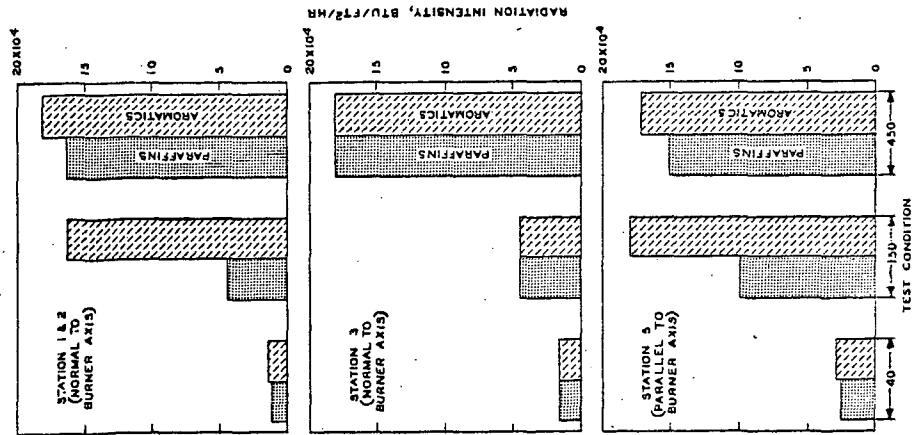 RADIATION INTENSITY, BTU/FT²/HR
20X10⁴
15
10
5
0
STATION 1 & 2
(NORMAL TO
BURNER AXIS)
PARAFFINS
AROMATICS
20X10⁴
15
10
5
0
STATION 3
(NORMAL TO
BURNER AXIS)
PARAFFINS
AROMATICS
20X10⁴
15
10
5
0
STATION 5
(PARALLEL TO
BURNER AXIS)
PARAFFINS
AROMATICS
40
150
450
TEST CONDITION